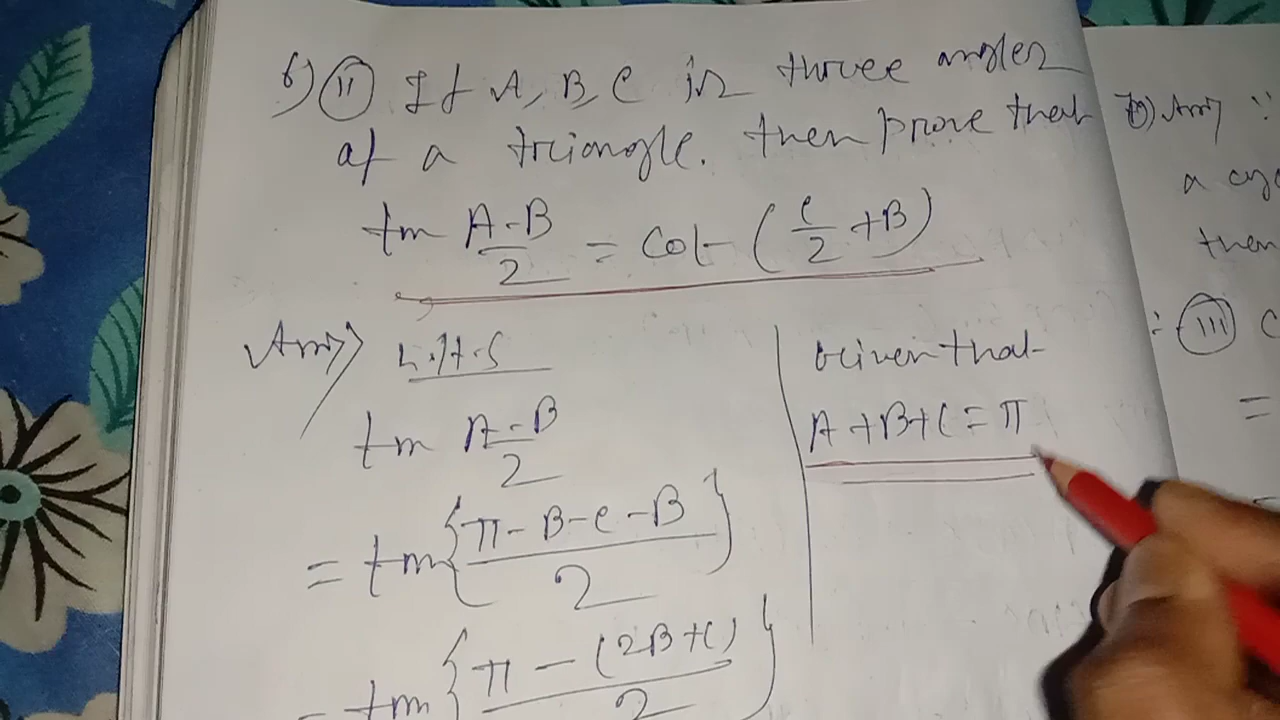 6) (ii) If A, B, C is three angles
of a triangle. then prove that
tan A-B/2 = Cot (C/2 + B)
Ans) L.H.S
tan A-B/2
= tan {π - B - C - B / 2}
= tan {π - (2B + C) / 2}
Given that
A + B + C = π
7) Ans) ∵
a cyc
then
∴ (iii) C
=